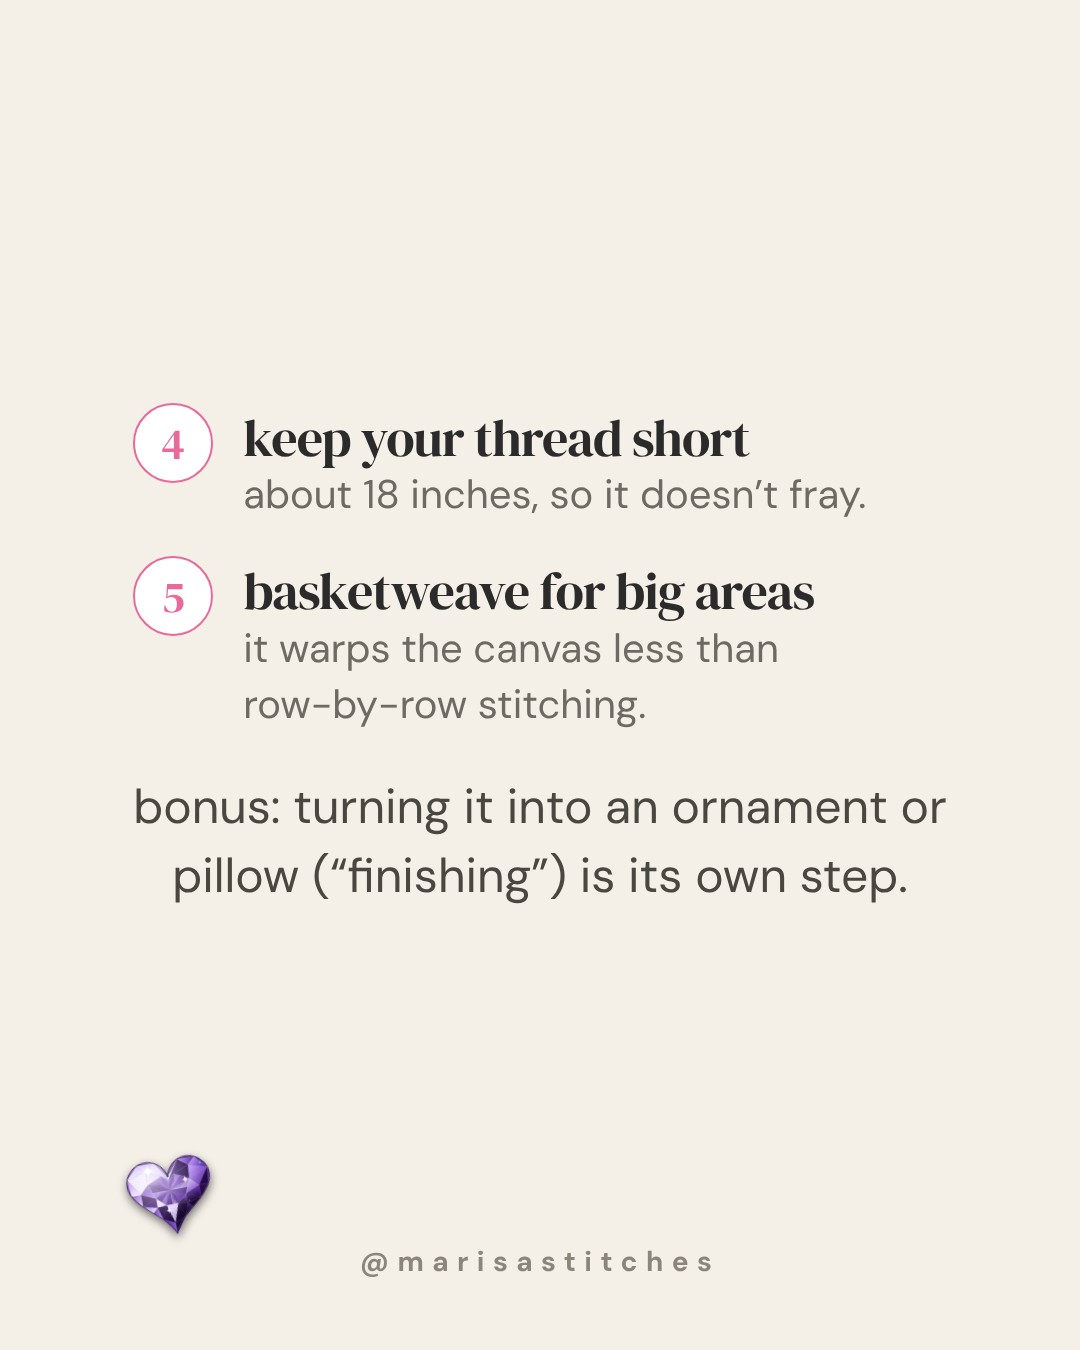 4 keep your thread short
about 18 inches, so it doesn’t fray.
5 basketweave for big areas
it warps the canvas less than
row-by-row stitching.
bonus: turning it into an ornament or
pillow (“finishing”) is its own step.
@marisastitches